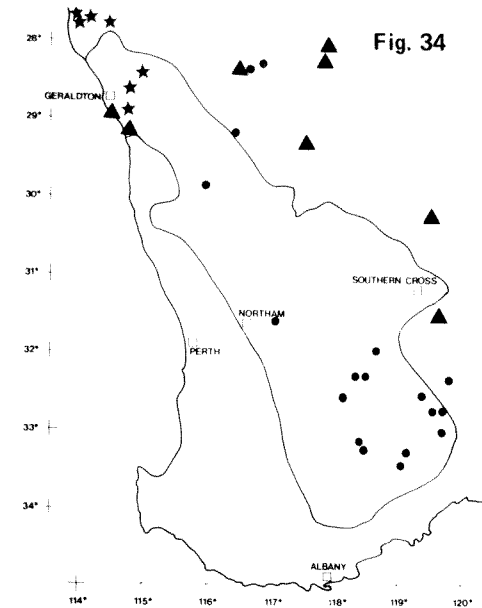 Fig. 34
28°
GERALDTON
29°
30°
31°
SOUTHERN CROSS
NORTHAM
32°
PERTH
33°
34°
ALBANY
114° 115° 116° 117° 118° 119° 120°